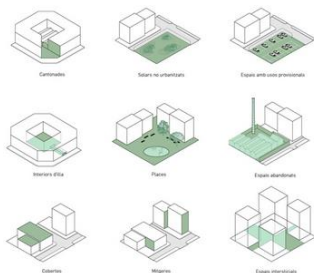 Cantonades
Solars no urbanitzats
Espais amb usos provisionals
Interiors d'illa
Places
Espais abandonats
Cobertes
Mitgeres
Espais intersticials